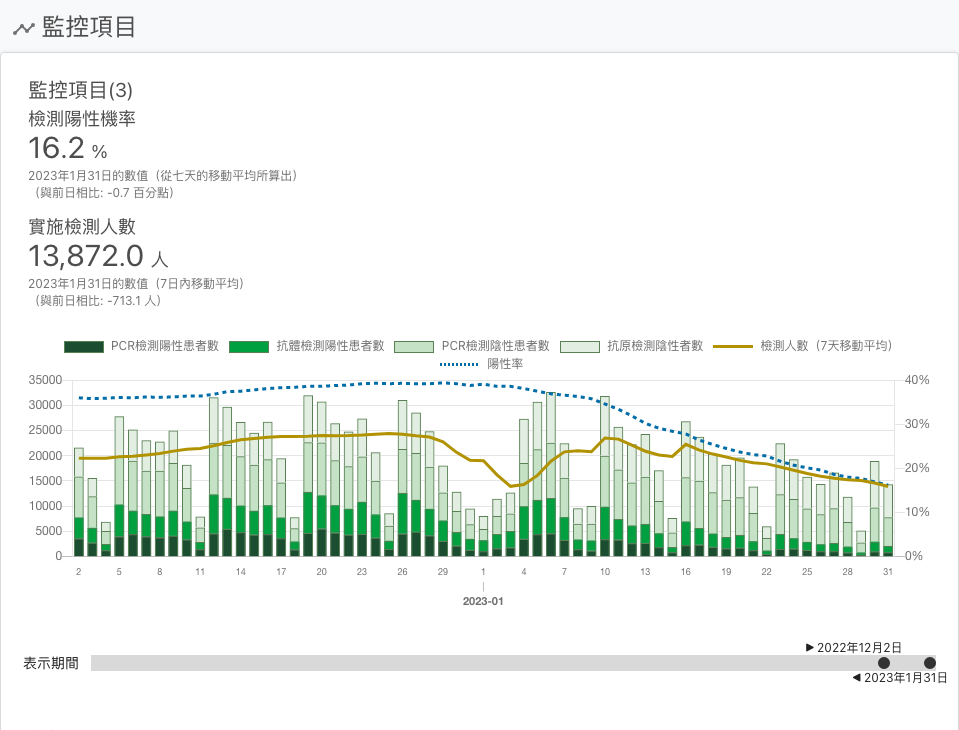 監控項目
監控項目(3)
檢測陽性機率
16.2 %
2023年1月31日的數值（從七天的移動平均所算出）
（與前日相比: -0.7 百分點）
實施檢測人數
13,872.0 人
2023年1月31日的數值（7日內移動平均）
（與前日相比: -713.1 人）
PCR檢測陽性患者數 抗體檢測陽性患者數 PCR檢測陰性患者數 抗原檢測陰性者數 檢測人數（7天移動平均）
陽性率
35000 40%
30000
25000 30%
20000 20%
15000
10000 10%
5000
0 0%
2 5 8 11 14 17 20 23 26 29 1 4 7 10 13 16 19 22 25 28 31
2023-01
▶ 2022年12月2日
表示期間
◀ 2023年1月31日